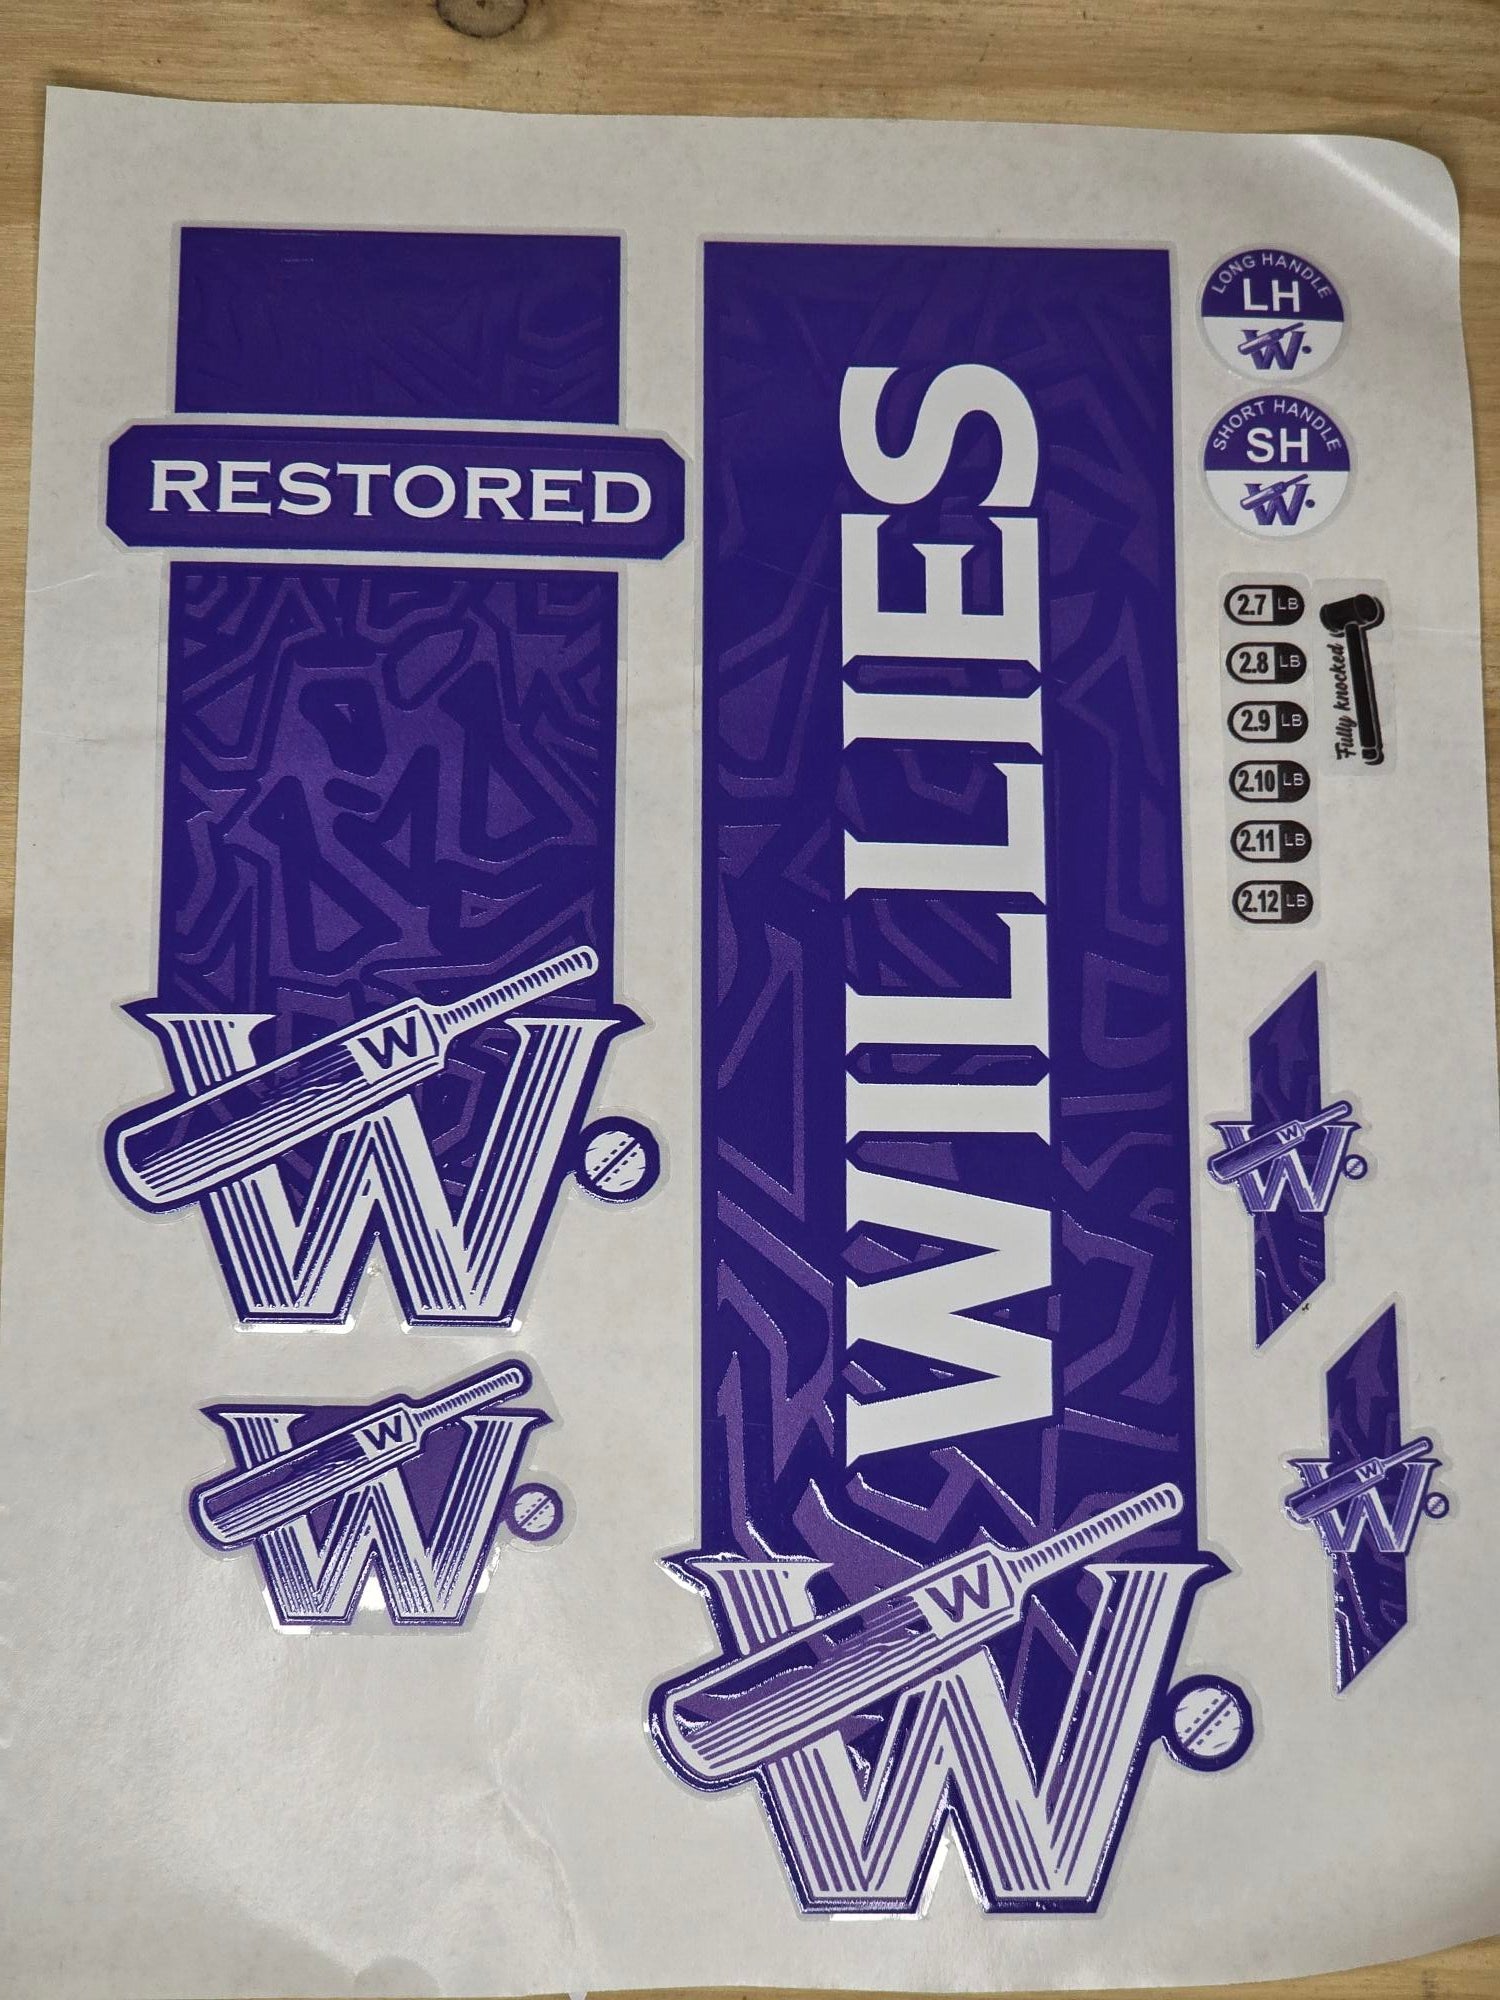 RESTORED
W
W
WILLIES
W
LONG HANDLE
LH
W
SHORT HANDLE
SH
W
2.7 LB
2.8 LB
2.9 LB
2.10 LB
2.11 LB
2.12 LB
Fully knocked
W
W
W
W
W
W